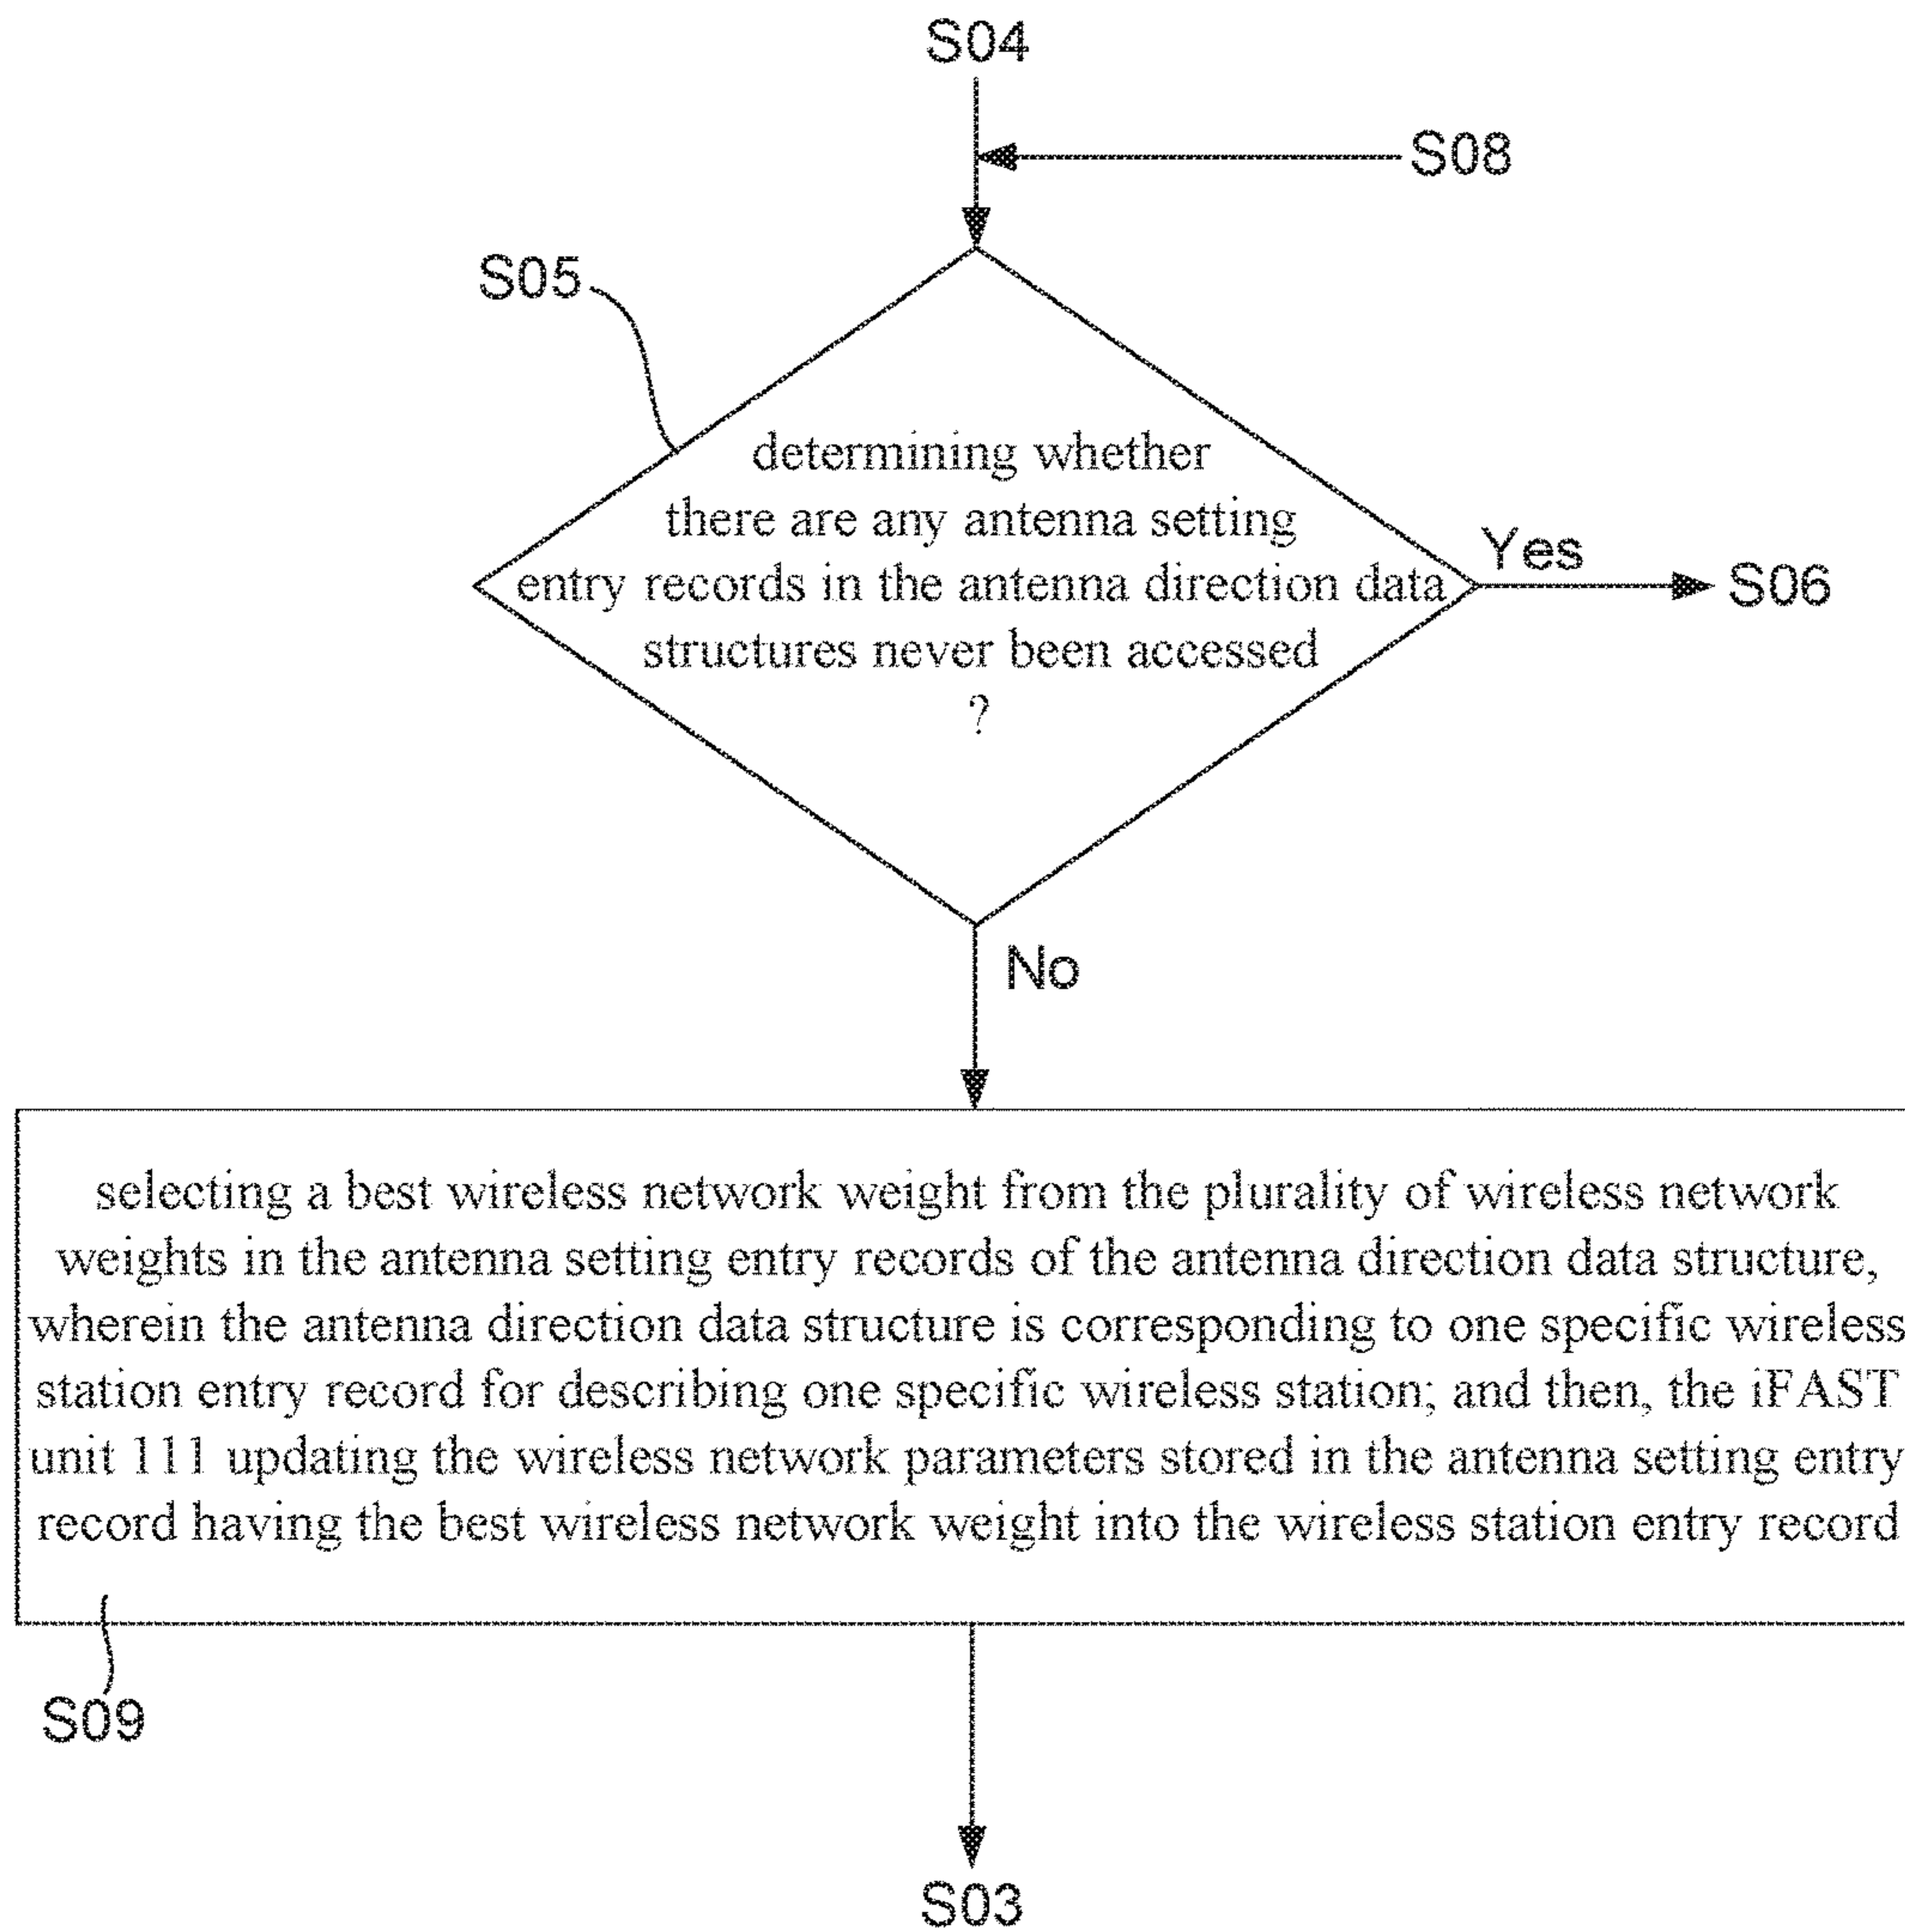 S04
S08
S05
determining whether
there are any antenna setting
entry records in the antenna direction data
structures never been accessed
?
Yes
S06
No
selecting a best wireless network weight from the plurality of wireless network
weights in the antenna setting entry records of the antenna direction data structure,
wherein the antenna direction data structure is corresponding to one specific wireless
station entry record for describing one specific wireless station; and then, the iFAST
unit 111 updating the wireless network parameters stored in the antenna setting entry
record having the best wireless network weight into the wireless station entry record
S09
S03